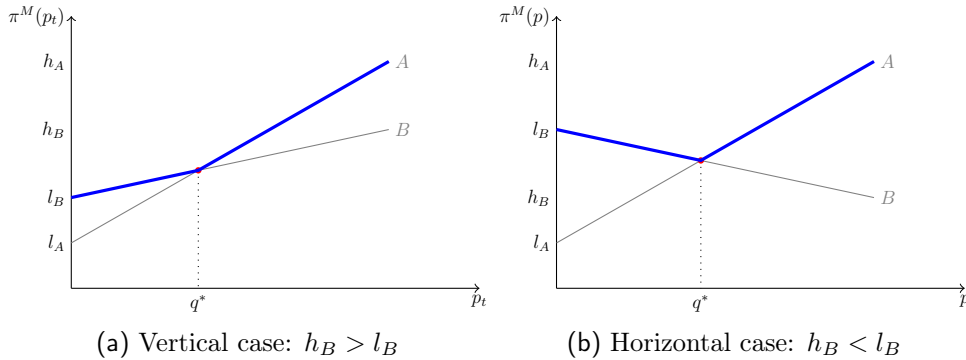 π^M(p_t)
h_A
h_B
l_B
l_A
A
B
q*
p_t
(a) Vertical case: h_B > l_B
π^M(p)
h_A
l_B
h_B
l_A
A
B
q*
p
(b) Horizontal case: h_B < l_B